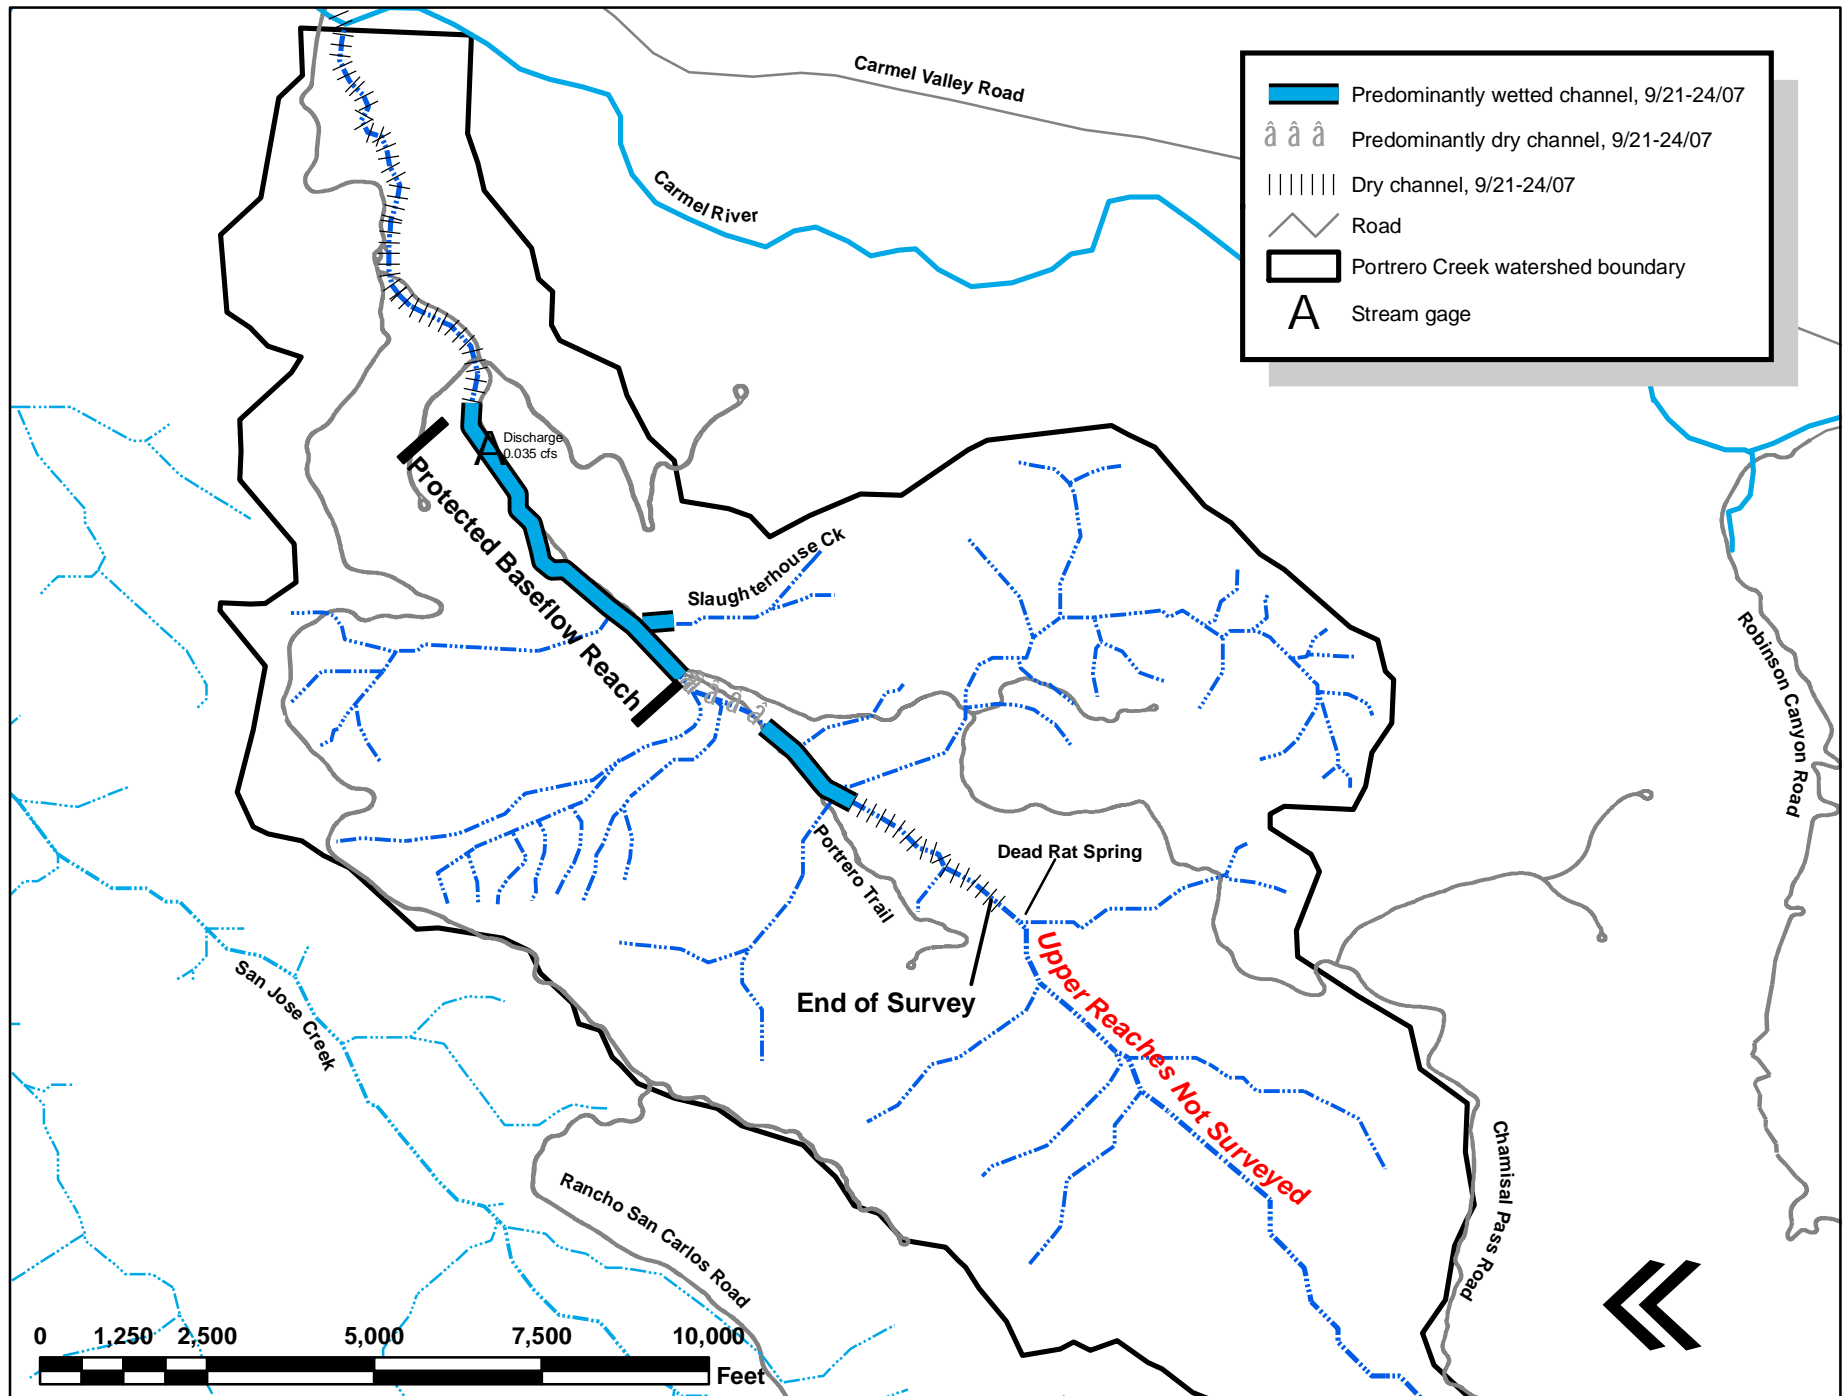 Carmel Valley Road
Carmel River
Predominantly wetted channel, 9/21-24/07
â â â Predominantly dry channel, 9/21-24/07
Dry channel, 9/21-24/07
Road
Portrero Creek watershed boundary
A Stream gage
A
Discharge
0.035 cfs
Protected Baseflow Reach
Slaughterhouse Ck
â â â â
Robinson Canyon Road
Portrero Trail
Dead Rat Spring
End of Survey
Upper Reaches Not Surveyed
San Jose Creek
Rancho San Carlos Road
Chamisal Pass Road
0 1,250 2,500 5,000 7,500 10,000
Feet